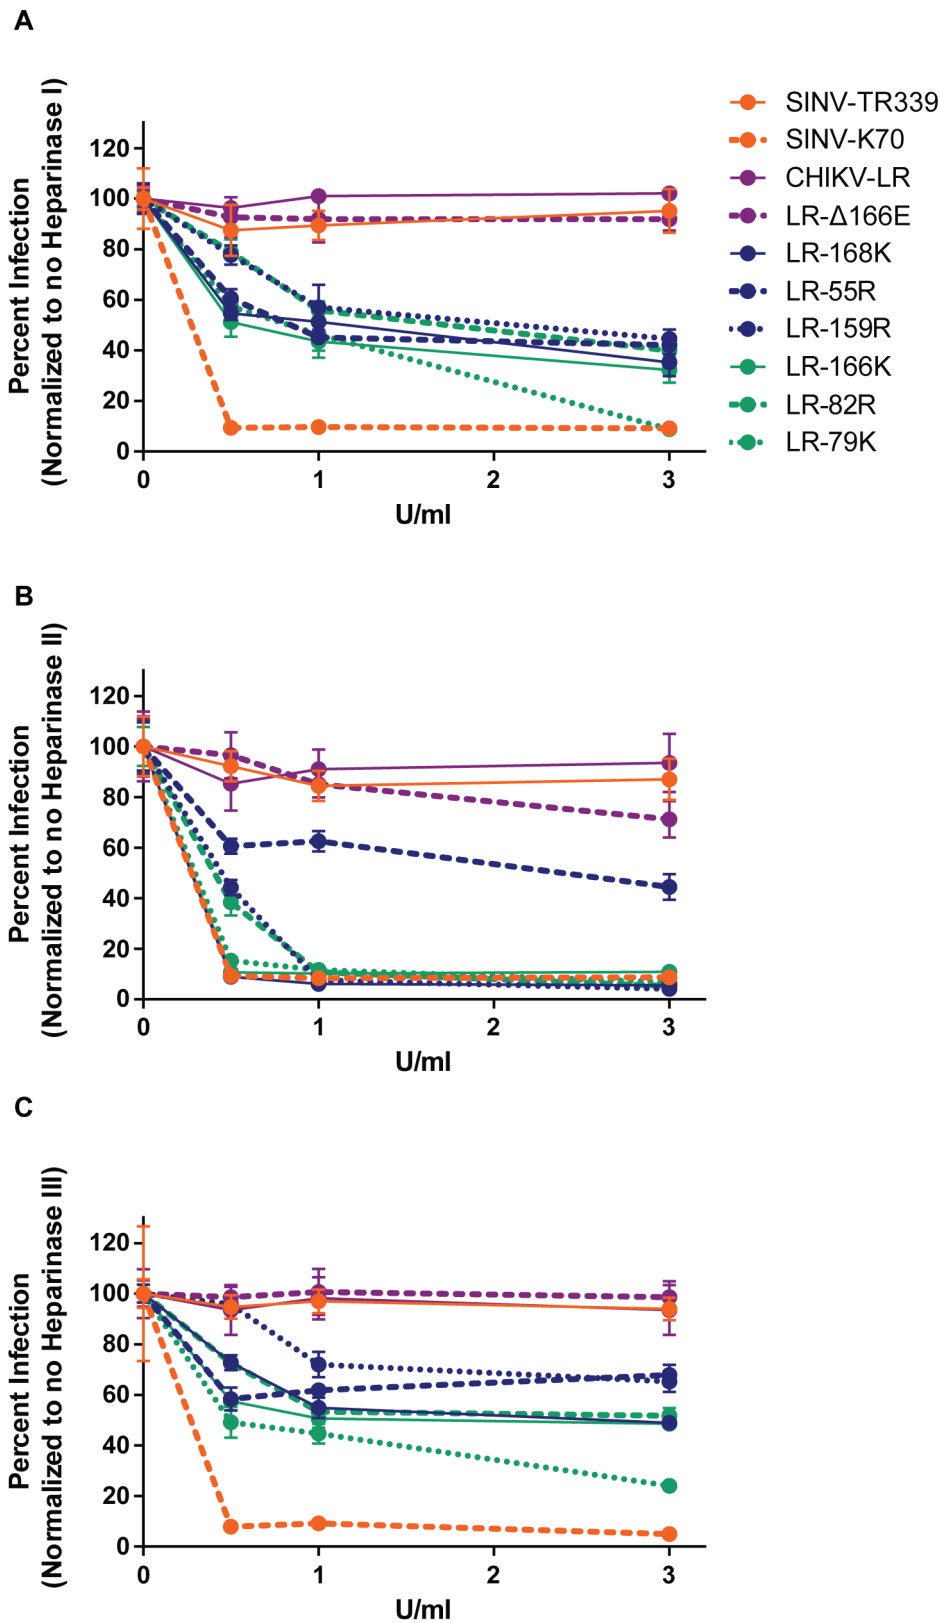 A
Percent Infection
(Normalized to no Heparinase I)
120
100
80
60
40
20
0
0 1 2 3
U/ml
SINV-TR339
SINV-K70
CHIKV-LR
LR-Δ166E
LR-168K
LR-55R
LR-159R
LR-166K
LR-82R
LR-79K
B
Percent Infection
(Normalized to no Heparinase II)
120
100
80
60
40
20
0
0 1 2 3
U/ml
C
Percent Infection
(Normalized to no Heparinase III)
120
100
80
60
40
20
0
0 1 2 3
U/ml